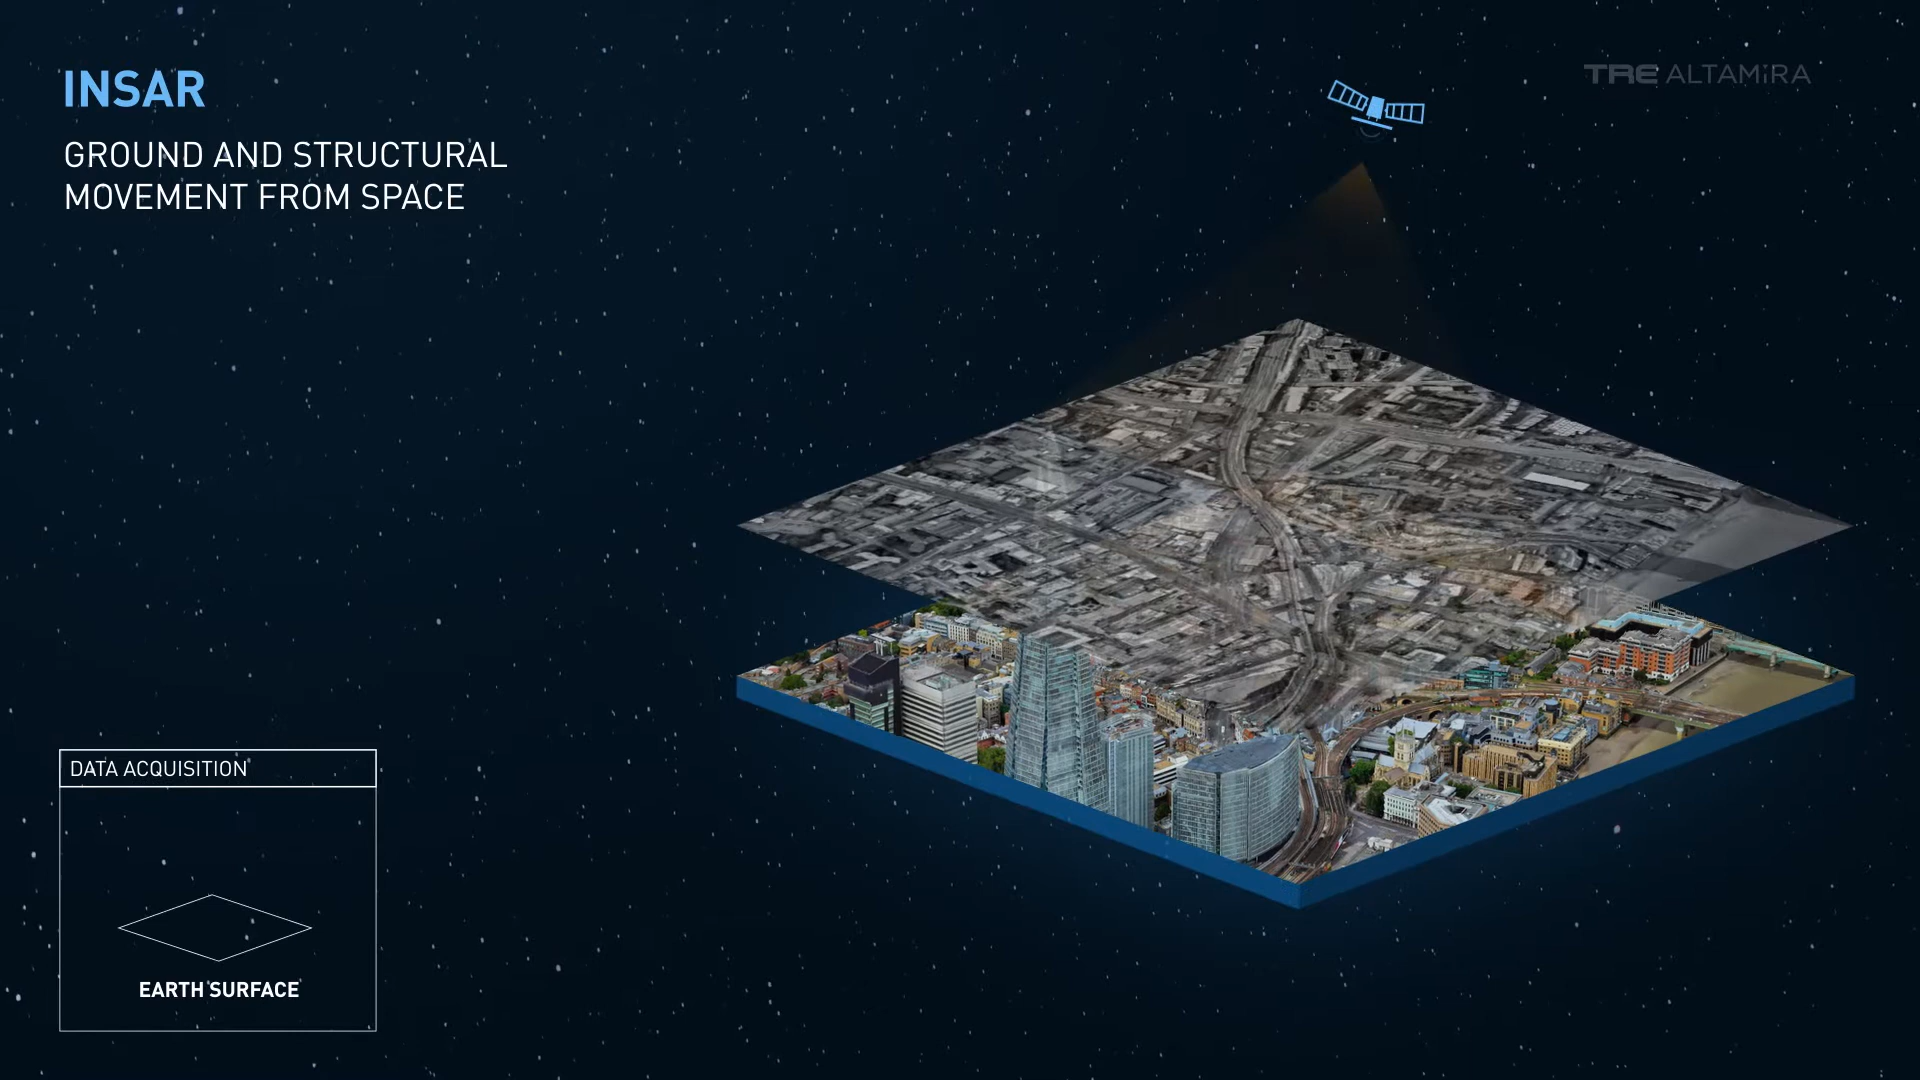 INSAR
GROUND AND STRUCTURAL
MOVEMENT FROM SPACE
TRE ALTAMiRA
DATA ACQUISITION
EARTH SURFACE